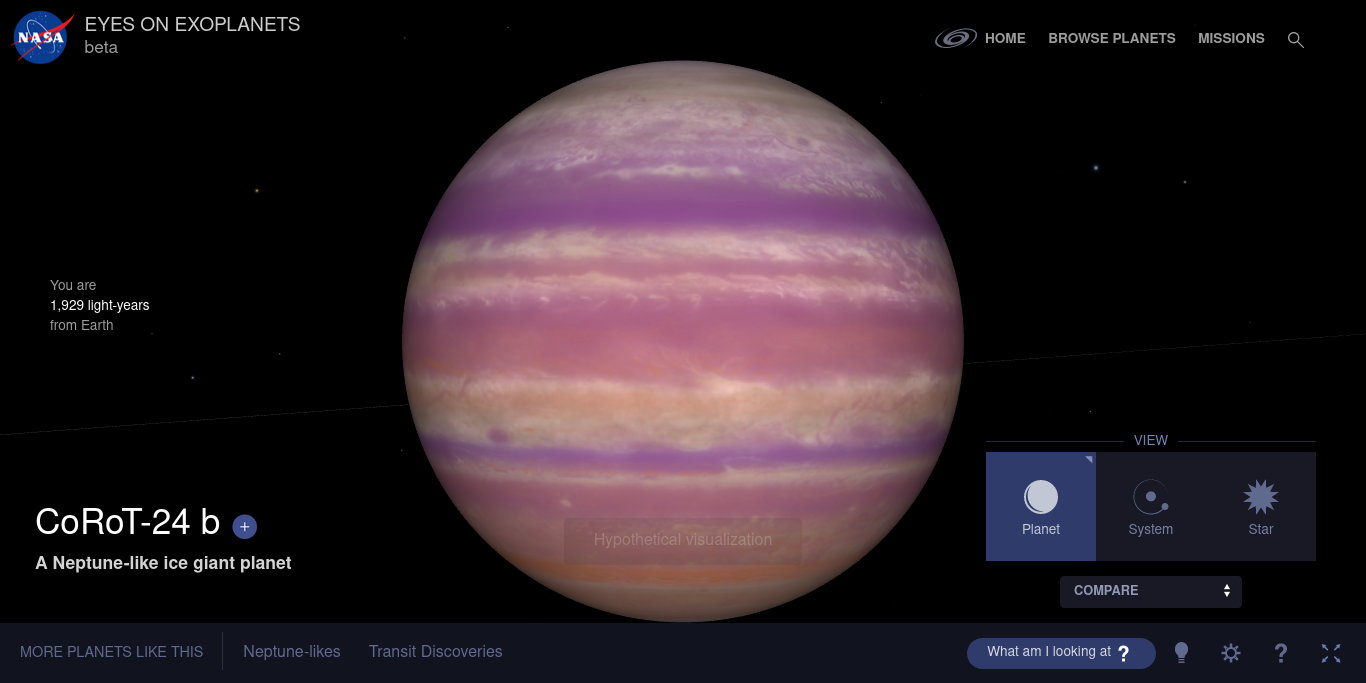 NASA
EYES ON EXOPLANETS
beta
HOME
BROWSE PLANETS
MISSIONS
You are
1,929 light-years
from Earth
VIEW
Planet
System
Star
COMPARE
CoRoT-24 b +
A Neptune-like ice giant planet
Hypothetical visualization
MORE PLANETS LIKE THIS
Neptune-likes
Transit Discoveries
What am I looking at ?
?